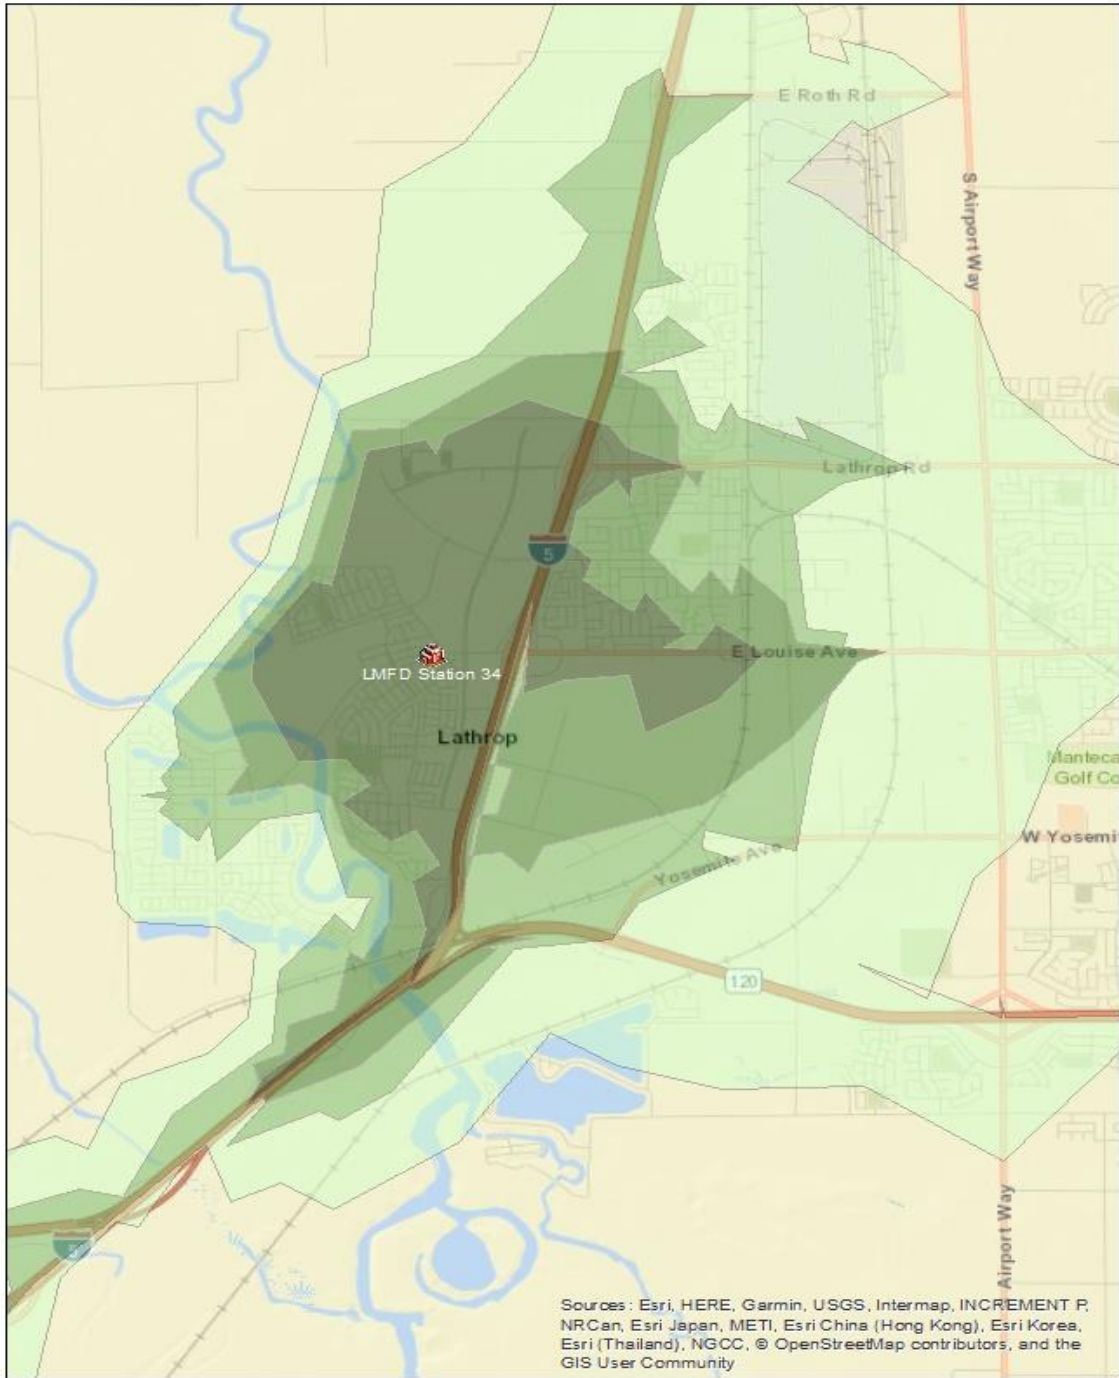 E Roth Rd
S Airport Way
Lathrop Rd
5
E Louise Ave
LMFD Station 34
Lathrop
Manteca
Golf Co
W Yosemit
Yosemite Ave
120
Airport Way
5
Sources: Esri, HERE, Garmin, USGS, Intermap, INCREMENT P,
NRCan, Esri Japan, METI, Esri China (Hong Kong), Esri Korea,
Esri (Thailand), NGCC, © OpenStreetMap contributors, and the
GIS User Community